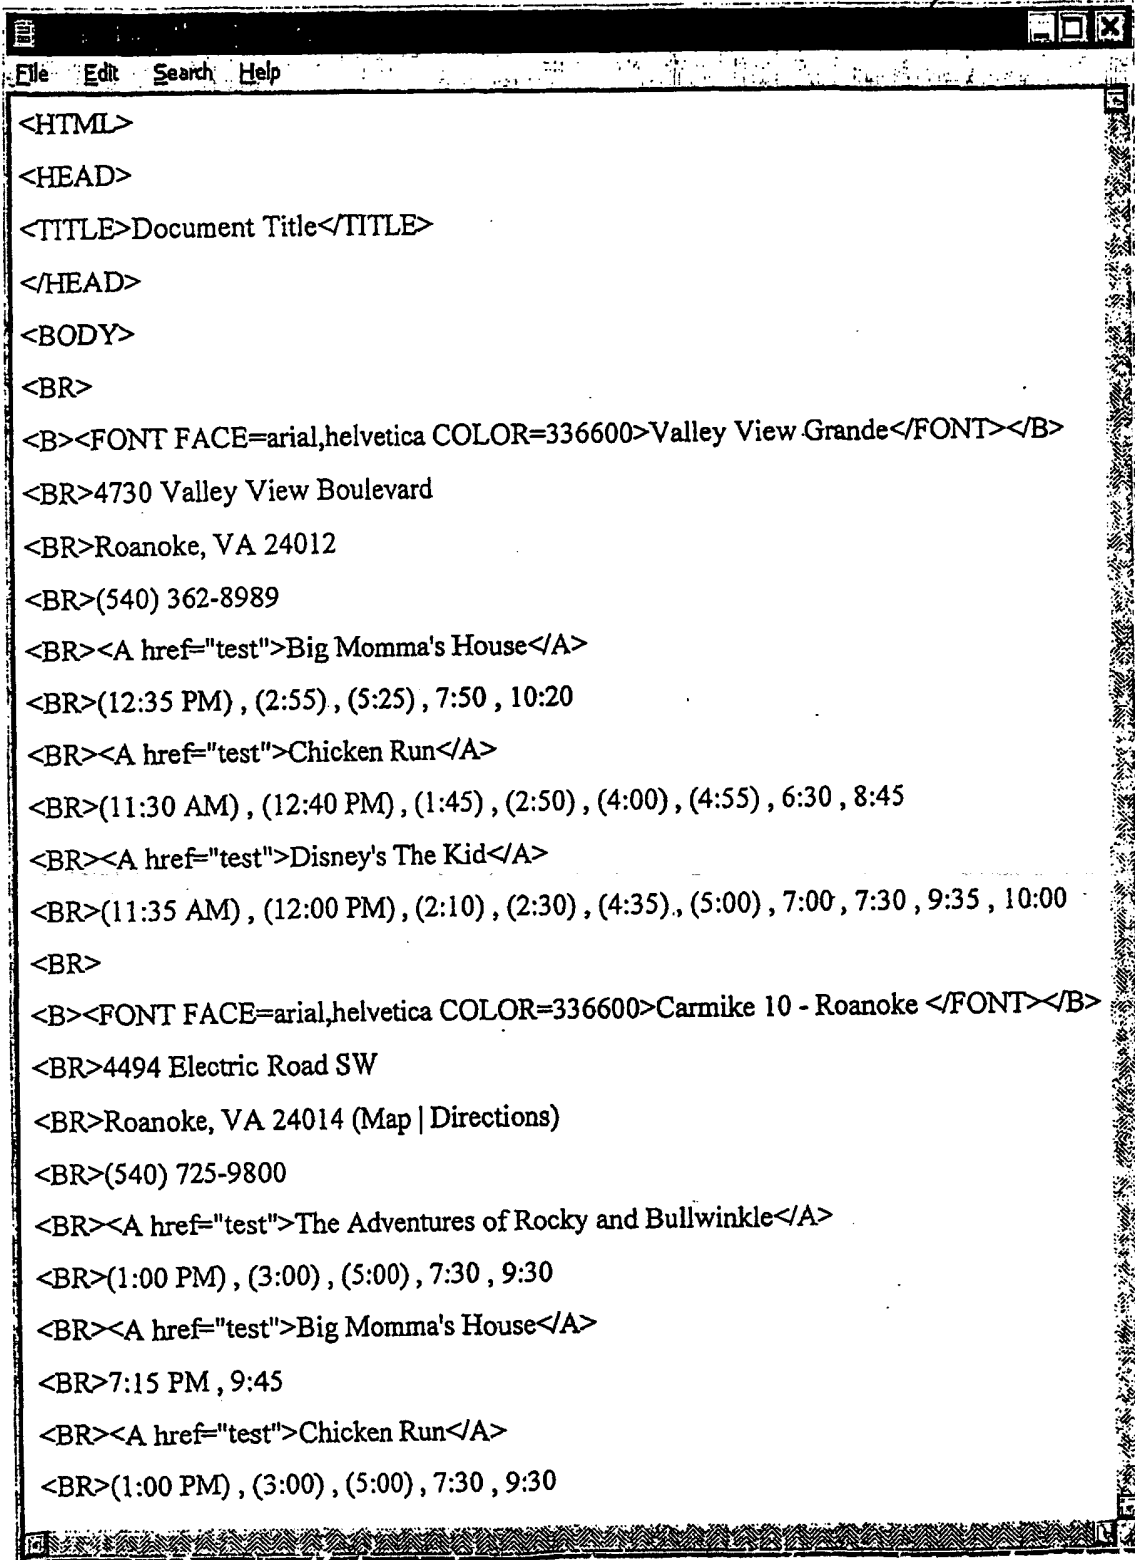 File Edit Search Help
<HTML>
<HEAD>
<TITLE>Document Title</TITLE>
</HEAD>
<BODY>
<BR>
<B><FONT FACE=arial,helvetica COLOR=336600>Valley View Grande</FONT></B>
<BR>4730 Valley View Boulevard
<BR>Roanoke, VA 24012
<BR>(540) 362-8989
<BR><A href="test">Big Momma's House</A>
<BR>(12:35 PM) , (2:55) , (5:25) , 7:50 , 10:20
<BR><A href="test">Chicken Run</A>
<BR>(11:30 AM) , (12:40 PM) , (1:45) , (2:50) , (4:00) , (4:55) , 6:30 , 8:45
<BR><A href="test">Disney's The Kid</A>
<BR>(11:35 AM) , (12:00 PM) , (2:10) , (2:30) , (4:35) , (5:00) , 7:00 , 7:30 , 9:35 , 10:00
<BR>
<B><FONT FACE=arial,helvetica COLOR=336600>Carmike 10 - Roanoke </FONT></B>
<BR>4494 Electric Road SW
<BR>Roanoke, VA 24014 (Map | Directions)
<BR>(540) 725-9800
<BR><A href="test">The Adventures of Rocky and Bullwinkle</A>
<BR>(1:00 PM) , (3:00) , (5:00) , 7:30 , 9:30
<BR><A href="test">Big Momma's House</A>
<BR>7:15 PM , 9:45
<BR><A href="test">Chicken Run</A>
<BR>(1:00 PM) , (3:00) , (5:00) , 7:30 , 9:30